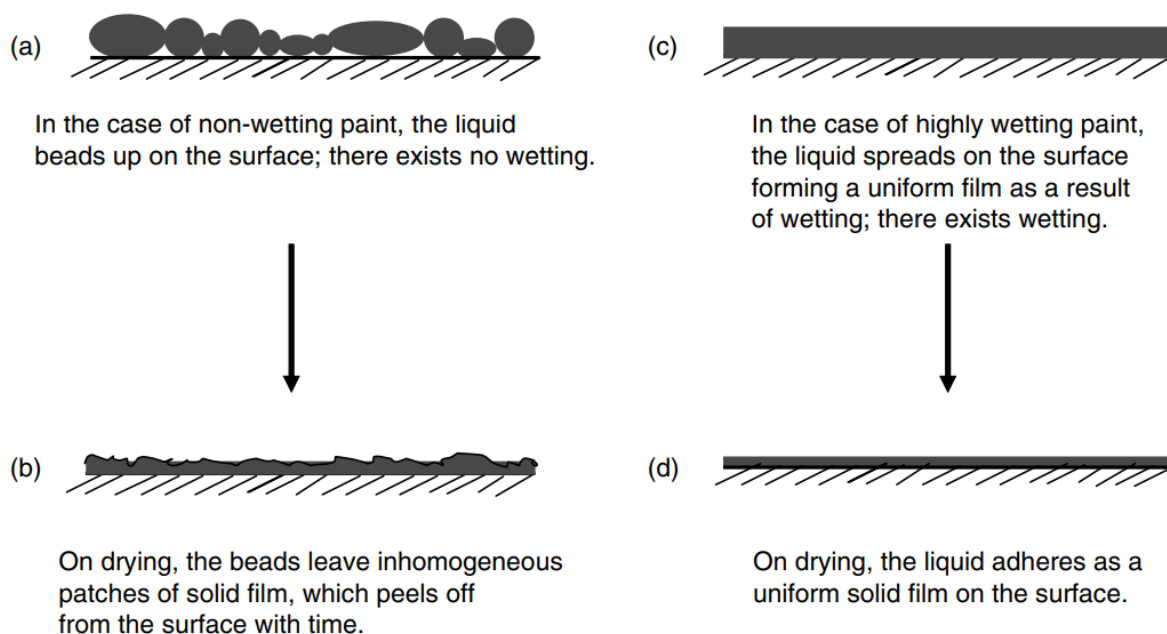 (a)
In the case of non-wetting paint, the liquid
beads up on the surface; there exists no wetting.
(c)
In the case of highly wetting paint,
the liquid spreads on the surface
forming a uniform film as a result
of wetting; there exists wetting.
(b)
On drying, the beads leave inhomogeneous
patches of solid film, which peels off
from the surface with time.
(d)
On drying, the liquid adheres as a
uniform solid film on the surface.